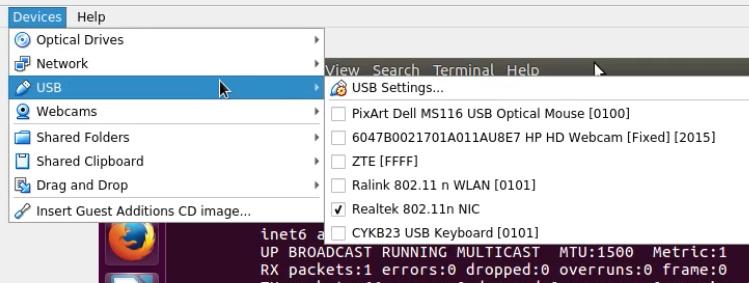 Devices Help
Optical Drives
Network
USB
Webcams
Shared Folders
Shared Clipboard
Drag and Drop
Insert Guest Additions CD image...
View Search Terminal Help
USB Settings...
PixArt Dell MS116 USB Optical Mouse [0100]
6047B0021701A011AU8E7 HP HD Webcam [Fixed] [2015]
ZTE [FFFF]
Ralink 802.11 n WLAN [0101]
Realtek 802.11n NIC
CYKB23 USB Keyboard [0101]
inet6 a
UP BROADCAST RUNNING MULTICAST MTU:1500 Metric:1
RX packets:1 errors:0 dropped:0 overruns:0 frame:0